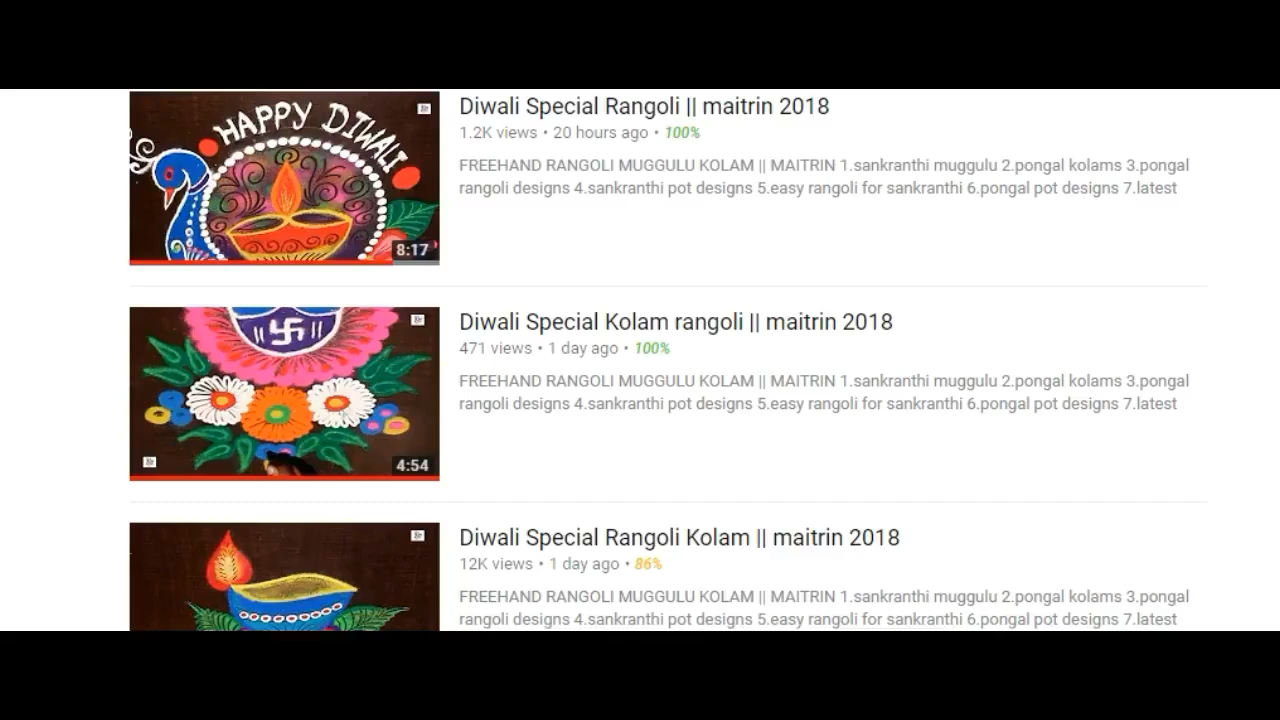 HAPPY DIWALI
8:17
Diwali Special Rangoli || maitrin 2018
1.2K views • 20 hours ago • 100%
FREEHAND RANGOLI MUGGULU KOLAM || MAITRIN 1.sankranthi muggulu 2.pongal kolams 3.pongal
rangoli designs 4.sankranthi pot designs 5.easy rangoli for sankranthi 6.pongal pot designs 7.latest
4:54
Diwali Special Kolam rangoli || maitrin 2018
471 views • 1 day ago • 100%
FREEHAND RANGOLI MUGGULU KOLAM || MAITRIN 1.sankranthi muggulu 2.pongal kolams 3.pongal
rangoli designs 4.sankranthi pot designs 5.easy rangoli for sankranthi 6.pongal pot designs 7.latest
Diwali Special Rangoli Kolam || maitrin 2018
12K views • 1 day ago • 86%
FREEHAND RANGOLI MUGGULU KOLAM || MAITRIN 1.sankranthi muggulu 2.pongal kolams 3.pongal
rangoli designs 4.sankranthi pot designs 5.easy rangoli for sankranthi 6.pongal pot designs 7.latest